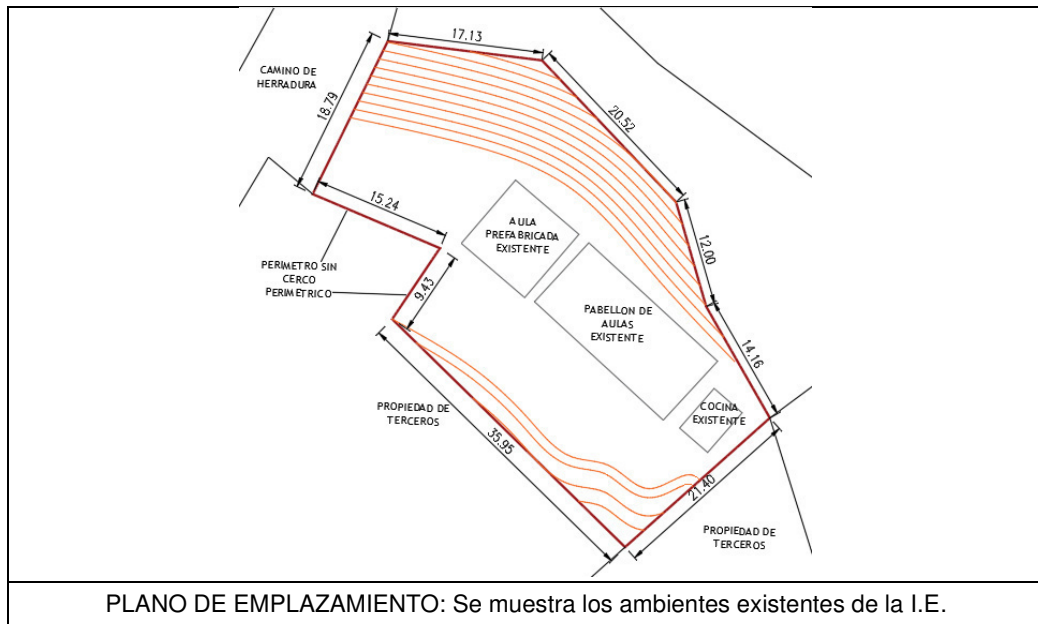 17.13
CAMINO DE
HERRADURA
18.79
20.52
15.24
AULA
PREFABRICADA
EXISTENTE
12.00
PERIMETRO SIN
CERCO
PERIMÉTRICO
9.43
PABELLON DE
AULAS
EXISTENTE
14.16
PROPIEDAD DE
TERCEROS
COCINA
EXISTENTE
35.95
21.40
PROPIEDAD DE
TERCEROS
PLANO DE EMPLAZAMIENTO: Se muestra los ambientes existentes de la I.E.